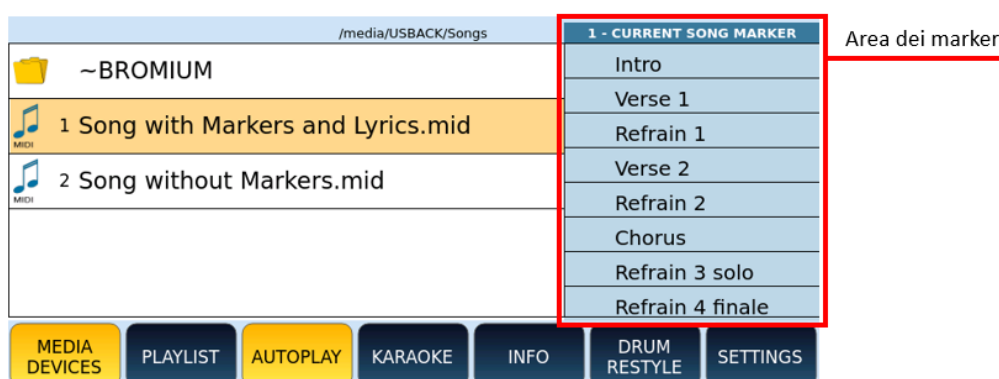 /media/USBACK/Songs
1 - CURRENT SONG MARKER
Area dei marker
~BROMIUM
MIDI
1 Song with Markers and Lyrics.mid
MIDI
2 Song without Markers.mid
Intro
Verse 1
Refrain 1
Verse 2
Refrain 2
Chorus
Refrain 3 solo
Refrain 4 finale
MEDIA
DEVICES
PLAYLIST
AUTOPLAY
KARAOKE
INFO
DRUM
RESTYLE
SETTINGS